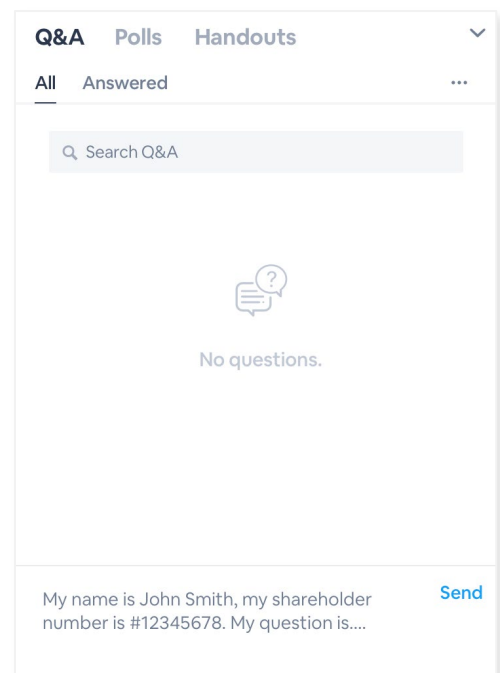 Q&A Polls Handouts
All Answered ...
Search Q&A
?
No questions.
My name is John Smith, my shareholder
number is #12345678. My question is....
Send